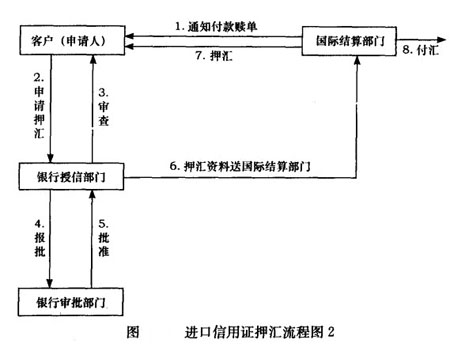 1.通知付款赎单
客户(申请人)
国际结算部门
7.押汇
8.付汇
2.申请押汇
3.审查
银行授信部门
6.押汇资料送国际结算部门
4.报批
5.批准
银行审批部门
图 进口信用证押汇流程图2